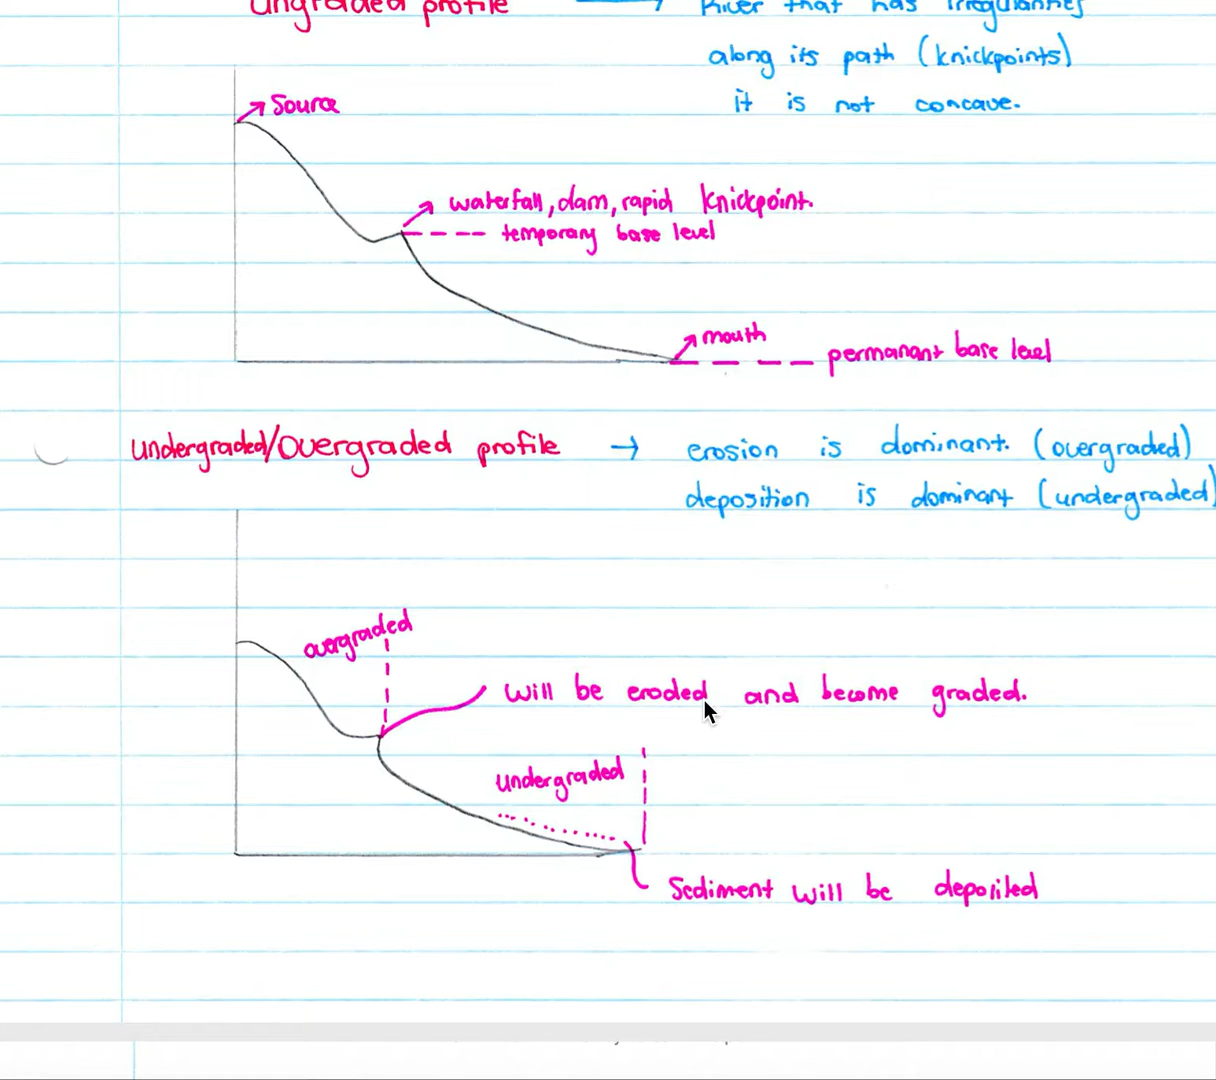 Ungraded profile → River that has irregularities
along its path (knickpoints)
it is not concave.
Source
waterfall, dam, rapid knickpoint.
temporary base level
mouth
permanant base level
undergraded/Overgraded profile → erosion is dominant. (overgraded)
deposition is dominant (undergraded)
overgraded
will be eroded and become graded.
undergraded
Sediment will be deposited